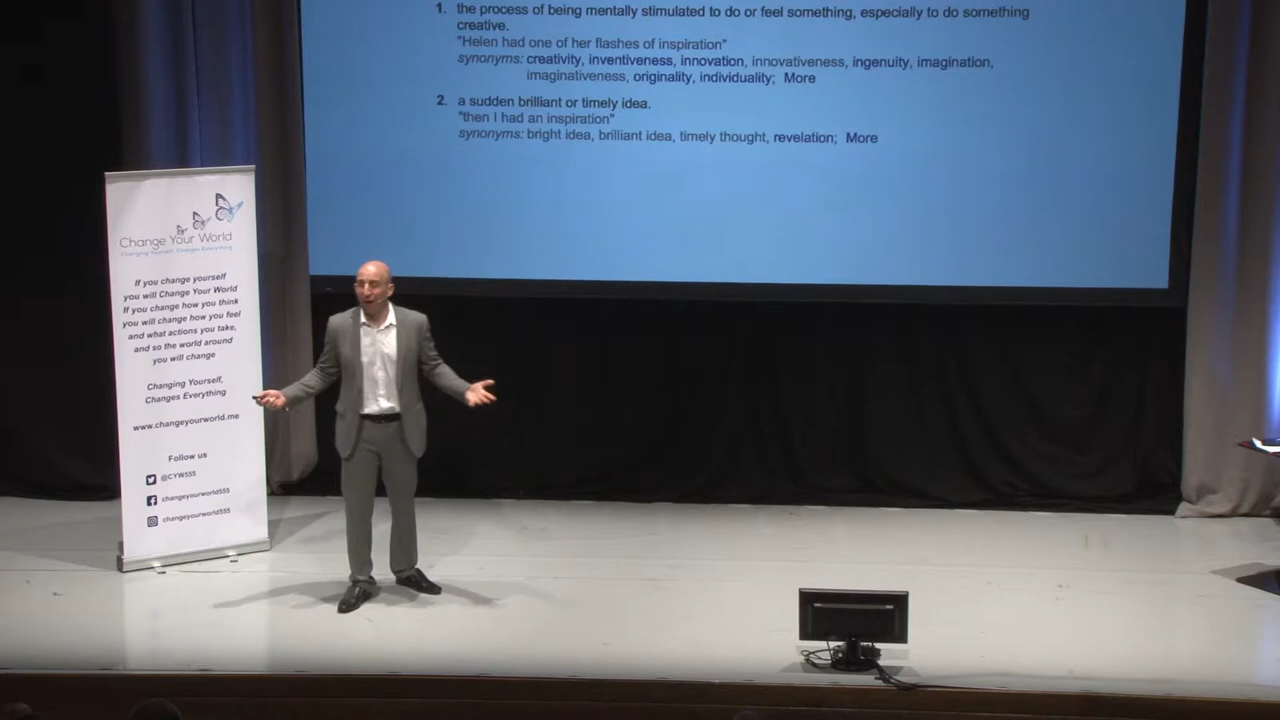 1. the process of being mentally stimulated to do or feel something, especially to do something
creative.
"Helen had one of her flashes of inspiration"
synonyms: creativity, inventiveness, innovation, innovativeness, ingenuity, imagination,
imaginativeness, originality, individuality; More
2. a sudden brilliant or timely idea.
"then I had an inspiration"
synonyms: bright idea, brilliant idea, timely thought, revelation; More
Change Your World
Changing Yourself, Changes Everything
If you change yourself
you will Change Your World
If you change how you think
you will change how you feel
and what actions you take,
and so the world around
you will change
Changing Yourself,
Changes Everything
www.changeyourworld.me
Follow us
@CYW555
changeyourworld555
changeyourworld555